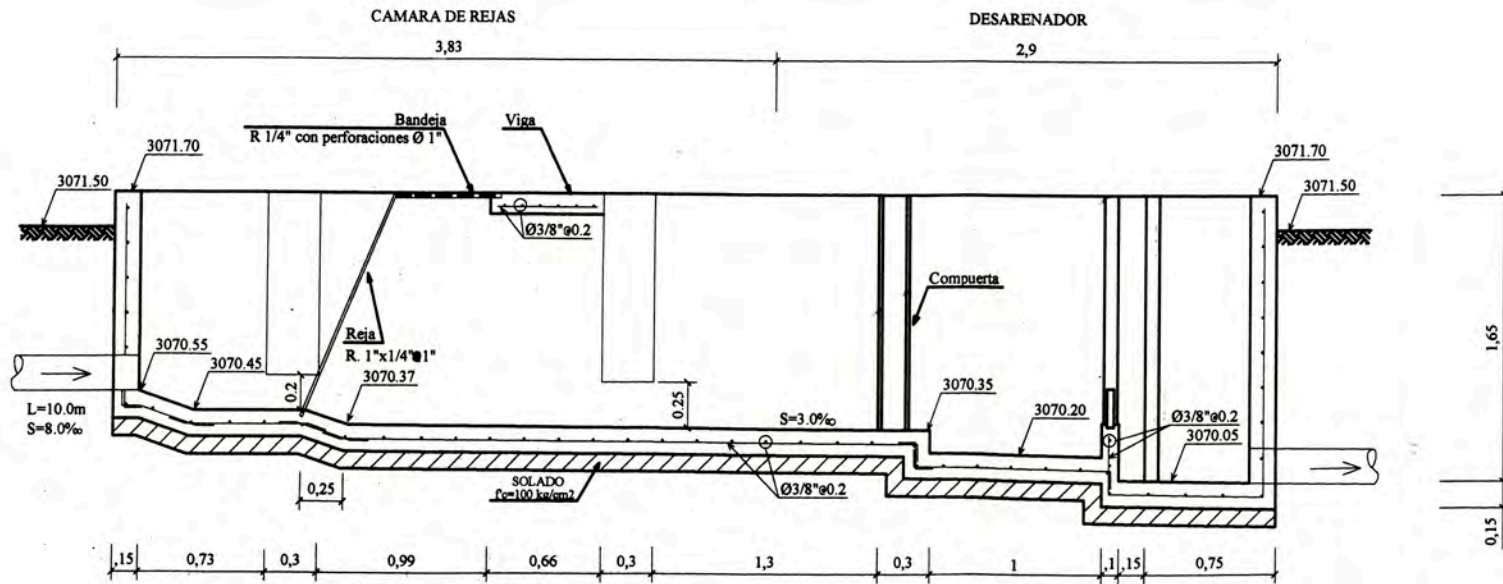 CAMARA DE REJAS
DESARENADOR
3,83
2,9
Bandeja
R 1/4" con perforaciones Ø 1"
Viga
3071.70
3071.70
3071.50
3071.50
Ø3/8"@0.2
Compuerta
Reja
R. 1"x1/4"@1"
1,65
3070.55
3070.45
0.2
3070.37
0.25
3070.35
L=10.0m
S=8.0‰
S=3.0‰
3070.20
Ø3/8"@0.2
3070.05
SOLADO
f'c=100 kg/cm2
Ø3/8"@0.2
0,25
0,15
,15
0,73
0,3
0,99
0,66
0,3
1,3
0,3
1
,1
,15
0,75